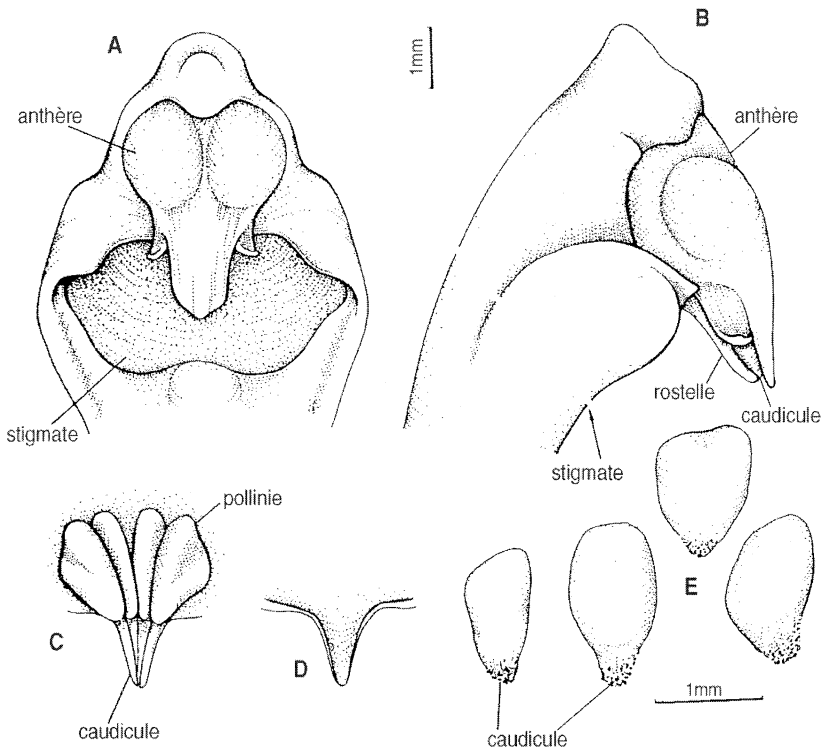 A
B
1mm
anthère
anthère
rostelle
caudicule
stigmate
stigmate
pollinie
C
D
E
caudicule
caudicule
1mm